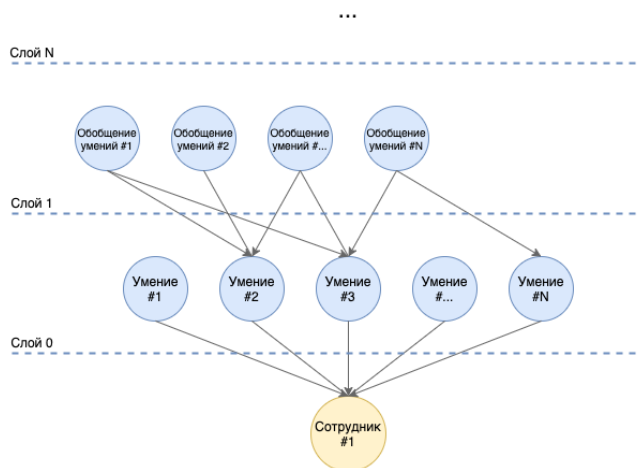 ...
Слой N
Обобщение
умений #1
Обобщение
умений #2
Обобщение
умений #...
Обобщение
умений #N
Слой 1
Умение
#1
Умение
#2
Умение
#3
Умение
#...
Умение
#N
Слой 0
Сотрудник
#1